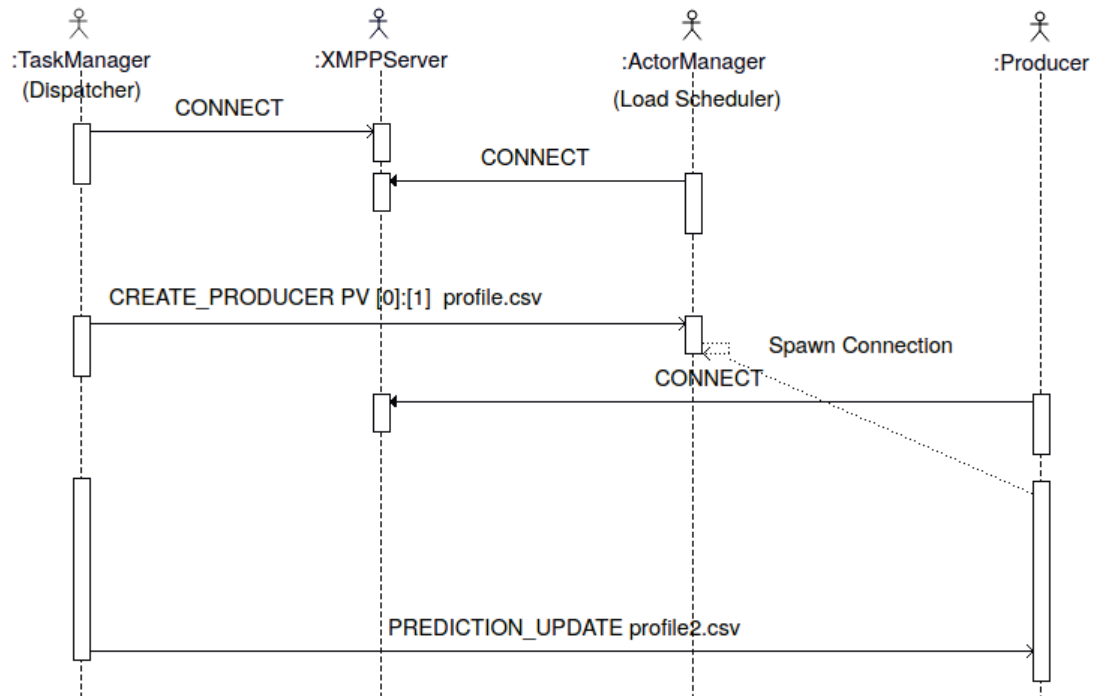 :TaskManager
(Dispatcher)
:XMPPServer
:ActorManager
(Load Scheduler)
:Producer
CONNECT
CONNECT
CREATE_PRODUCER PV [0]:[1] profile.csv
Spawn Connection
CONNECT
PREDICTION_UPDATE profile2.csv